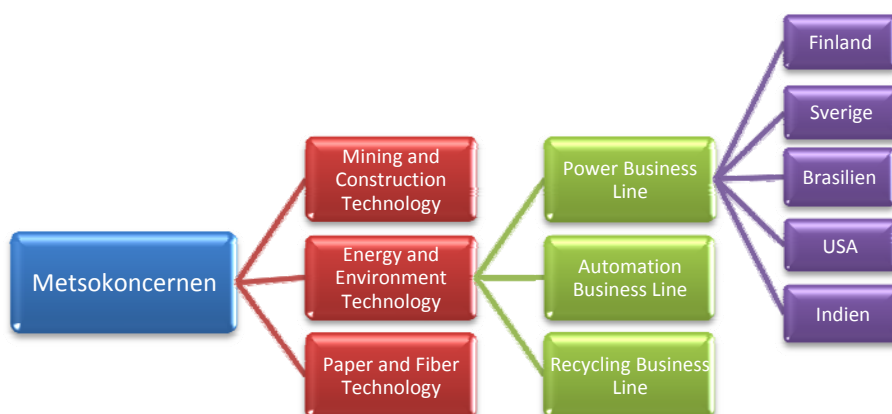 Metsokoncernen
Mining and
Construction
Technology
Energy and
Environment
Technology
Paper and Fiber
Technology
Power Business
Line
Automation
Business Line
Recycling Business
Line
Finland
Sverige
Brasilien
USA
Indien